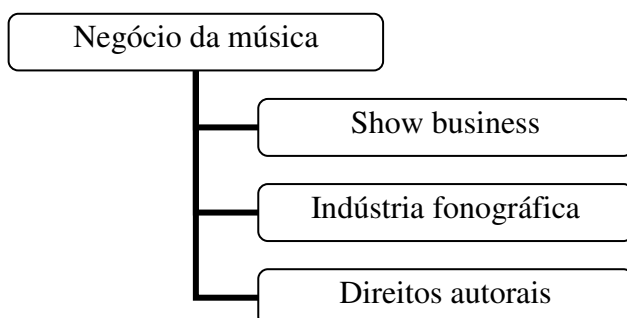 Negócio da música
Show business
Indústria fonográfica
Direitos autorais